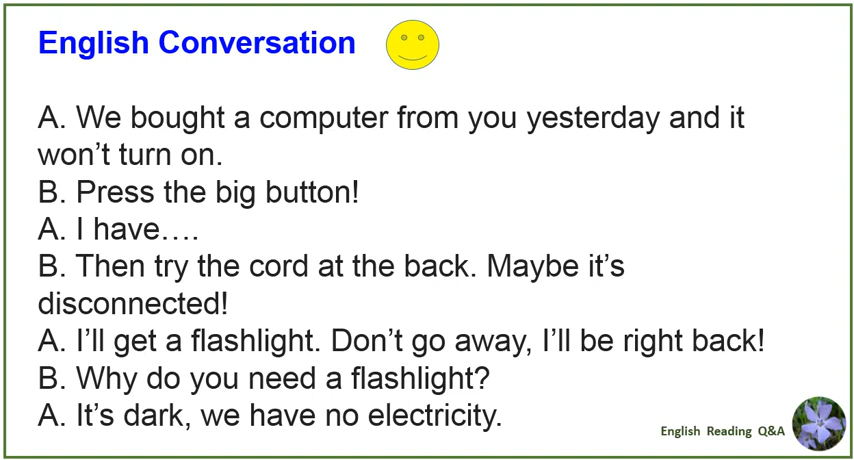 English Conversation
A. We bought a computer from you yesterday and it
won’t turn on.
B. Press the big button!
A. I have….
B. Then try the cord at the back. Maybe it’s
disconnected!
A. I’ll get a flashlight. Don’t go away, I’ll be right back!
B. Why do you need a flashlight?
A. It’s dark, we have no electricity.
English Reading Q&A